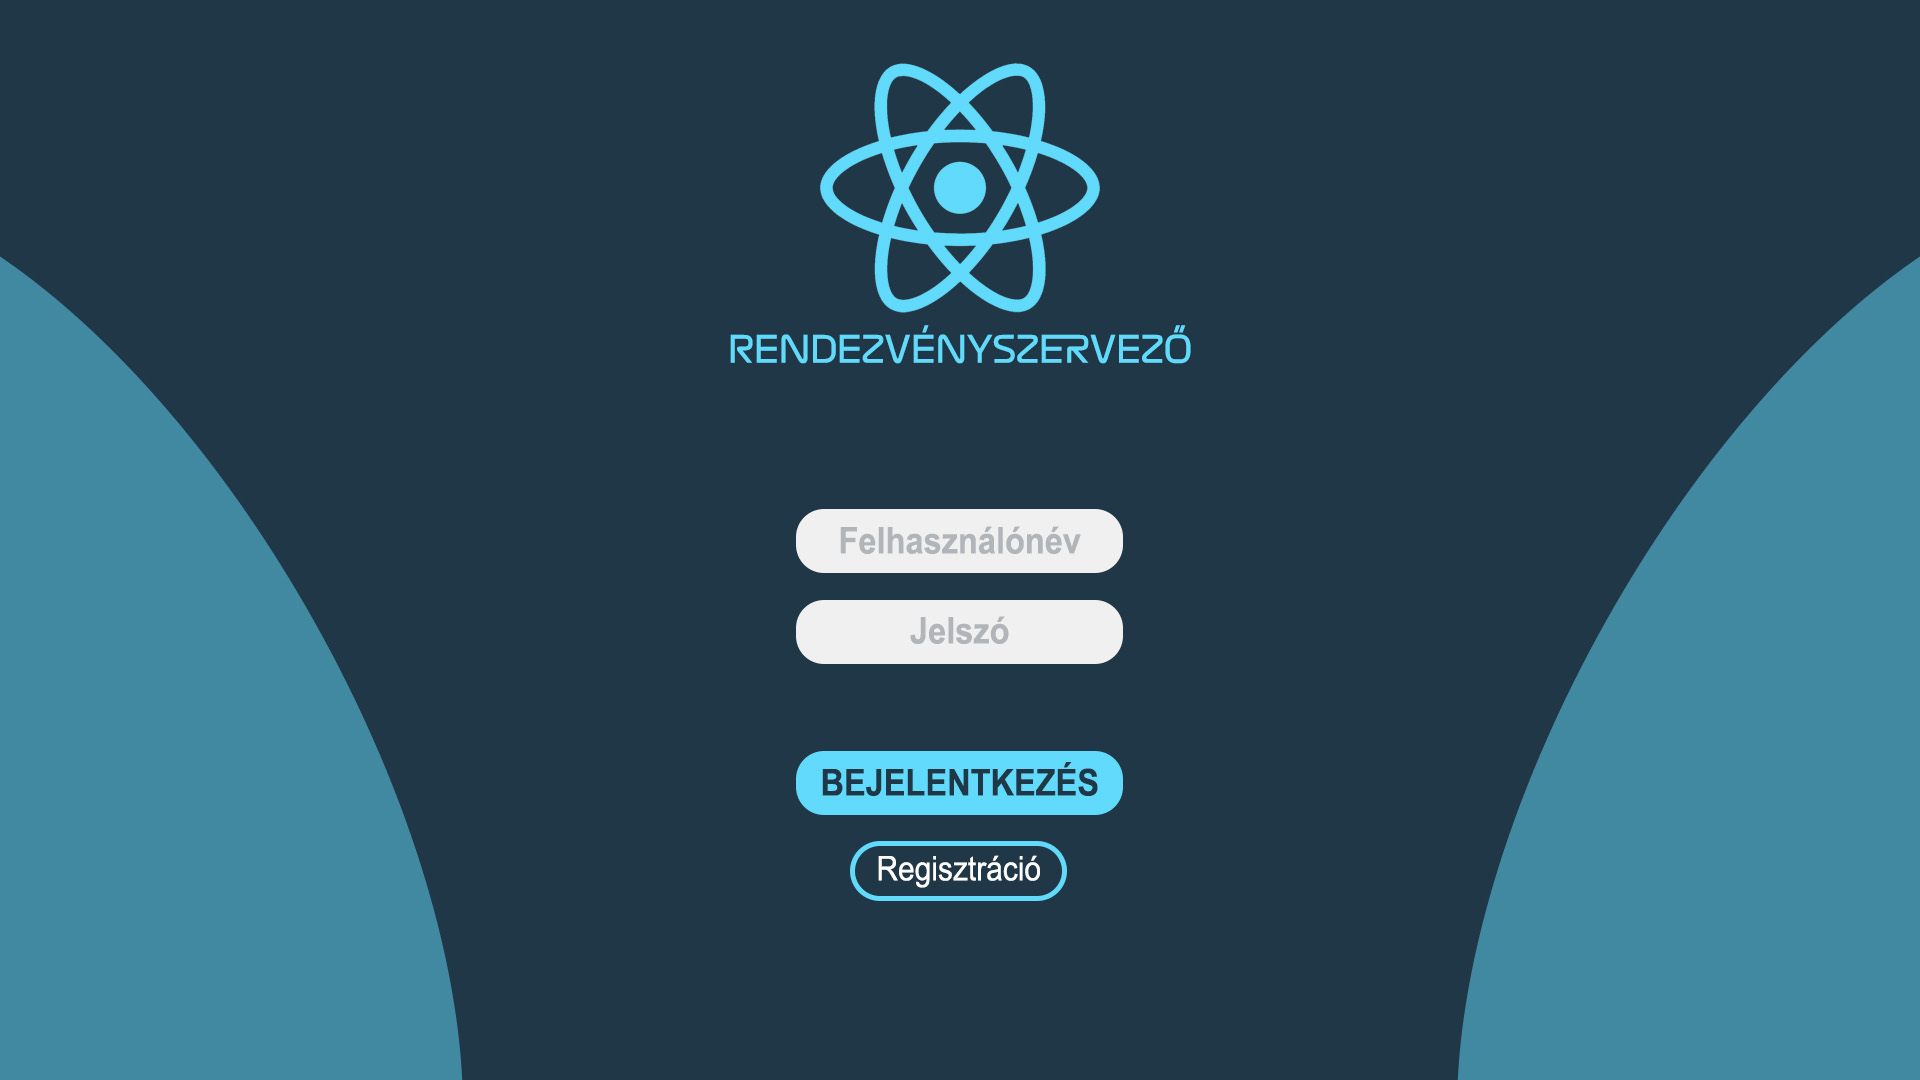 RENDEZVÉNYSZERVEZŐ
Felhasználónév
Jelszó
BEJELENTKEZÉS
Regisztráció